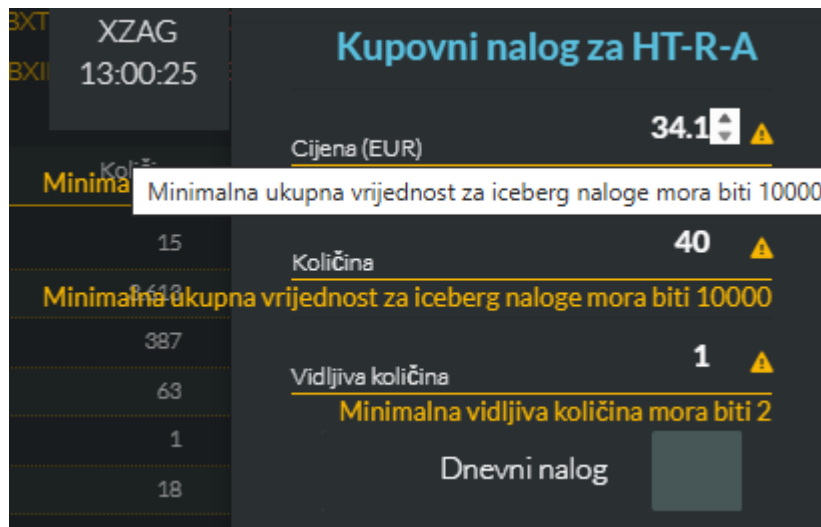 BXT
XZAG
BXII
13:00:25
Kupovni nalog za HT-R-A
Cijena (EUR)
34.1
Minimalna ukupna vrijednost za iceberg naloge mora biti 10000
15
Količina
40
Minimalna ukupna vrijednost za iceberg naloge mora biti 10000
387
Vidljiva količina
1
63
Minimalna vidljiva količina mora biti 2
1
Dnevni nalog
18